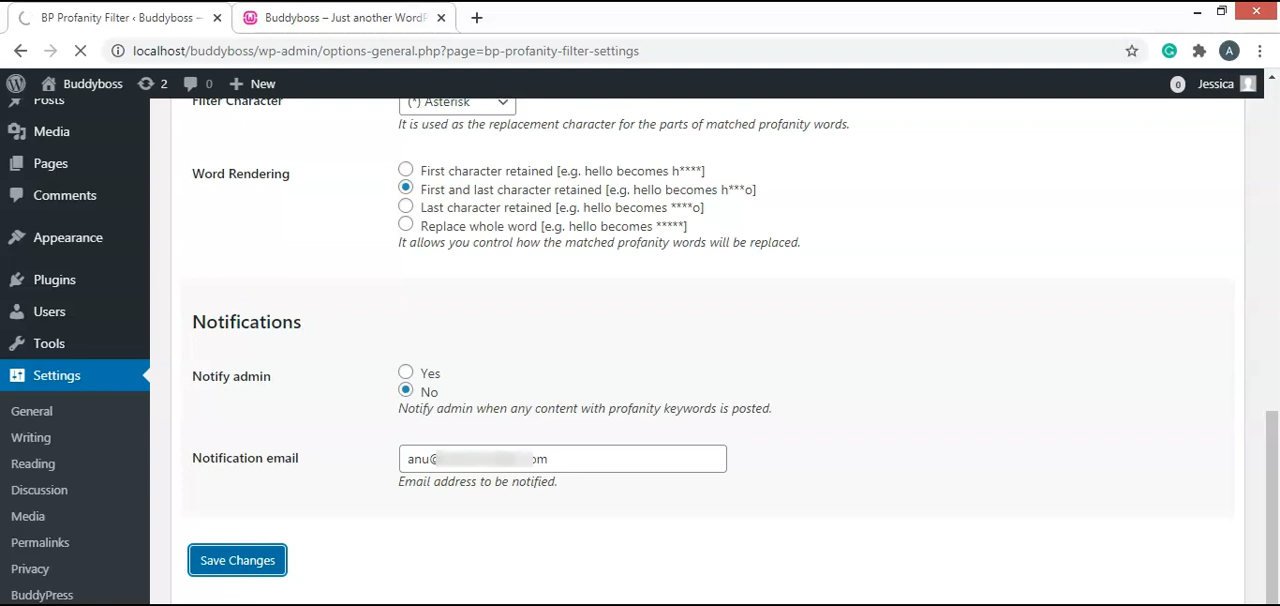 BP Profanity Filter ‹ Buddyboss —
Buddyboss – Just another WordP
localhost/buddyboss/wp-admin/options-general.php?page=bp-profanity-filter-settings
A
Buddyboss 2 0 + New
0 Jessica
Posts
Media
Pages
Comments
Appearance
Plugins
Users
Tools
Settings
General
Writing
Reading
Discussion
Media
Permalinks
Privacy
BuddyPress
Filter Character
(*) Asterisk
It is used as the replacement character for the parts of matched profanity words.
Word Rendering
First character retained [e.g. hello becomes h****]
First and last character retained [e.g. hello becomes h***o]
Last character retained [e.g. hello becomes ****o]
Replace whole word [e.g. hello becomes *****]
It allows you control how the matched profanity words will be replaced.
Notifications
Notify admin
Yes
No
Notify admin when any content with profanity keywords is posted.
Notification email
anu@ om
Email address to be notified.
Save Changes